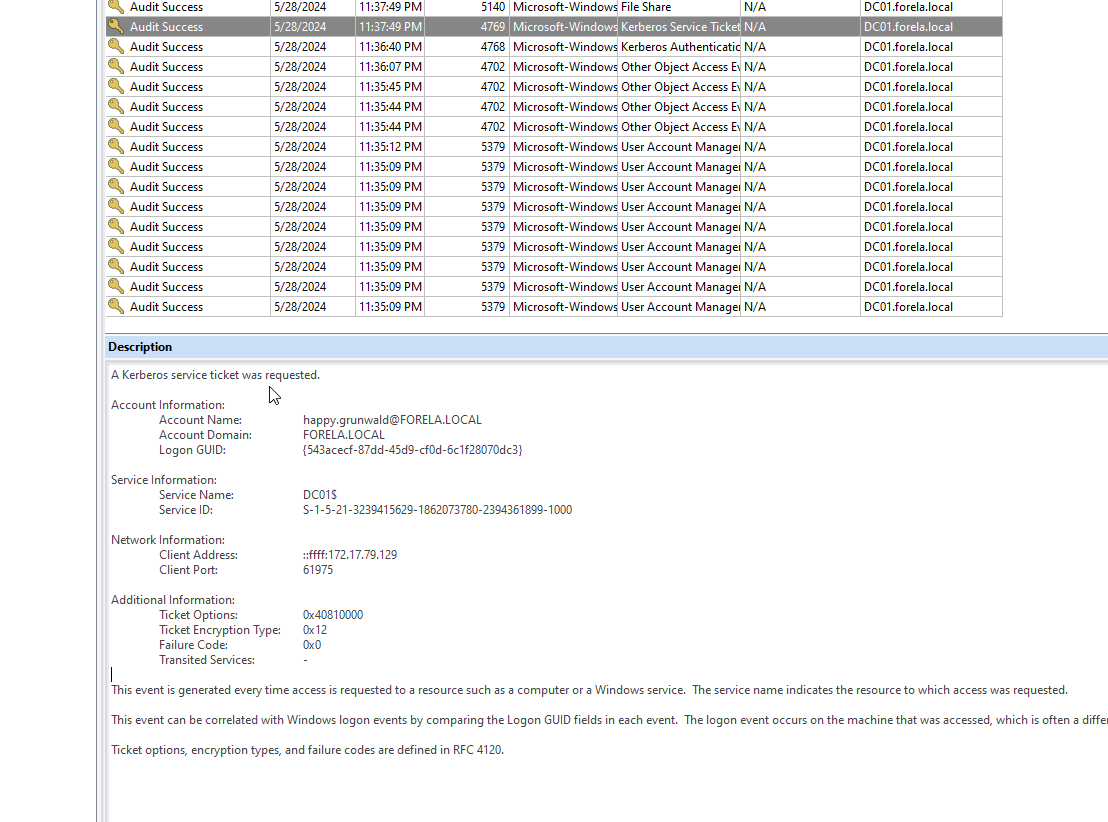 Audit Success 5/28/2024 11:37:49 PM 5140 Microsoft-Windows File Share N/A DC01.forela.local
Audit Success 5/28/2024 11:37:49 PM 4769 Microsoft-Windows Kerberos Service Ticket N/A DC01.forela.local
Audit Success 5/28/2024 11:36:40 PM 4768 Microsoft-Windows Kerberos Authenticatic N/A DC01.forela.local
Audit Success 5/28/2024 11:36:07 PM 4702 Microsoft-Windows Other Object Access Ev N/A DC01.forela.local
Audit Success 5/28/2024 11:35:45 PM 4702 Microsoft-Windows Other Object Access Ev N/A DC01.forela.local
Audit Success 5/28/2024 11:35:44 PM 4702 Microsoft-Windows Other Object Access Ev N/A DC01.forela.local
Audit Success 5/28/2024 11:35:44 PM 4702 Microsoft-Windows Other Object Access Ev N/A DC01.forela.local
Audit Success 5/28/2024 11:35:12 PM 5379 Microsoft-Windows User Account Manager N/A DC01.forela.local
Audit Success 5/28/2024 11:35:09 PM 5379 Microsoft-Windows User Account Manager N/A DC01.forela.local
Audit Success 5/28/2024 11:35:09 PM 5379 Microsoft-Windows User Account Manager N/A DC01.forela.local
Audit Success 5/28/2024 11:35:09 PM 5379 Microsoft-Windows User Account Manager N/A DC01.forela.local
Audit Success 5/28/2024 11:35:09 PM 5379 Microsoft-Windows User Account Manager N/A DC01.forela.local
Audit Success 5/28/2024 11:35:09 PM 5379 Microsoft-Windows User Account Manager N/A DC01.forela.local
Audit Success 5/28/2024 11:35:09 PM 5379 Microsoft-Windows User Account Manager N/A DC01.forela.local
Audit Success 5/28/2024 11:35:09 PM 5379 Microsoft-Windows User Account Manager N/A DC01.forela.local
Audit Success 5/28/2024 11:35:09 PM 5379 Microsoft-Windows User Account Manager N/A DC01.forela.local
Description
A Kerberos service ticket was requested.
Account Information:
Account Name: happy.grunwald@FORELA.LOCAL
Account Domain: FORELA.LOCAL
Logon GUID: {543acecf-87dd-45d9-cf0d-6c1f28070dc3}
Service Information:
Service Name: DC01$
Service ID: S-1-5-21-3239415629-1862073780-2394361899-1000
Network Information:
Client Address: ::ffff:172.17.79.129
Client Port: 61975
Additional Information:
Ticket Options: 0x40810000
Ticket Encryption Type: 0x12
Failure Code: 0x0
Transited Services: -
This event is generated every time access is requested to a resource such as a computer or a Windows service.  The service name indicates the resource to which access was requested.
This event can be correlated with Windows logon events by comparing the Logon GUID fields in each event.  The logon event occurs on the machine that was accessed, which is often a differe
Ticket options, encryption types, and failure codes are defined in RFC 4120.